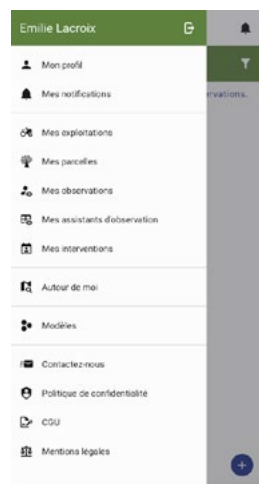 Emilie Lacroix
Mon profil
Mes notifications
rvations.
Mes exploitations
Mes parcelles
Mes observations
Mes assistants d'observation
Mes interventions
Autour de moi
Modèles
Contactez-nous
Politique de confidentialité
CGU
Mentions légales